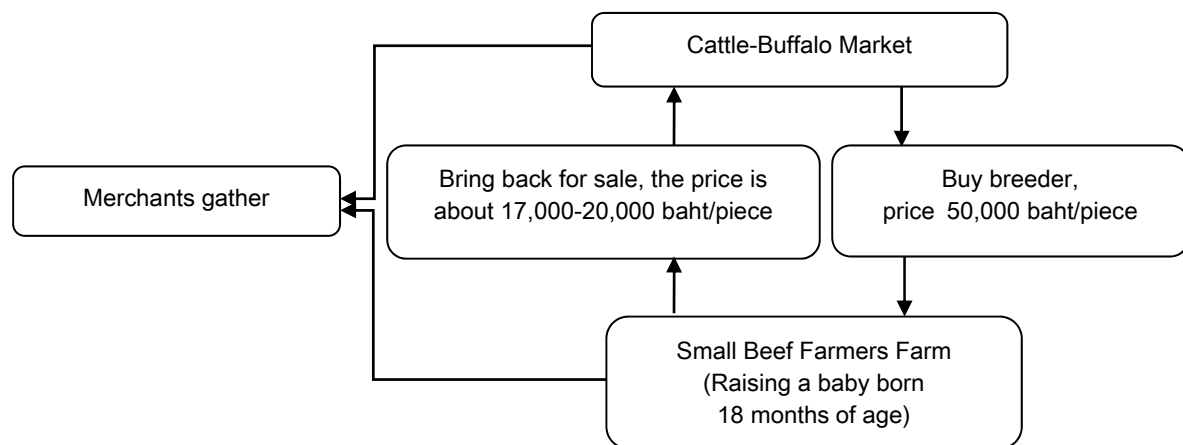 Cattle-Buffalo Market
Merchants gather
Bring back for sale, the price is
about 17,000-20,000 baht/piece
Buy breeder,
price 50,000 baht/piece
Small Beef Farmers Farm
(Raising a baby born
18 months of age)